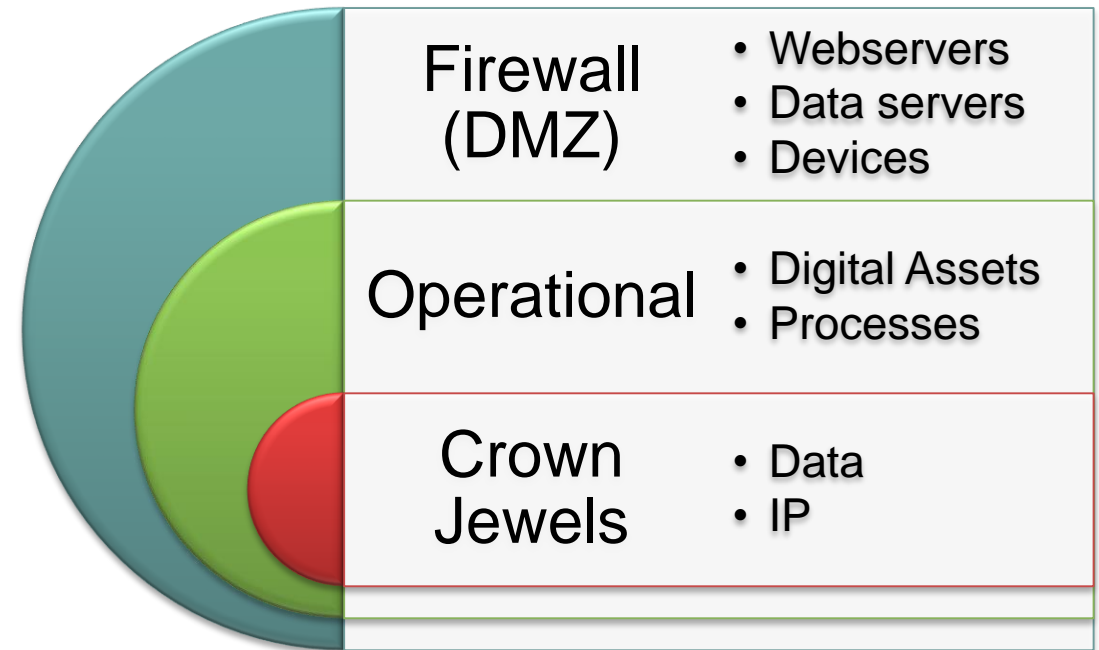 Firewall
(DMZ)
• Webservers
• Data servers
• Devices
Operational
• Digital Assets
• Processes
Crown
Jewels
• Data
• IP